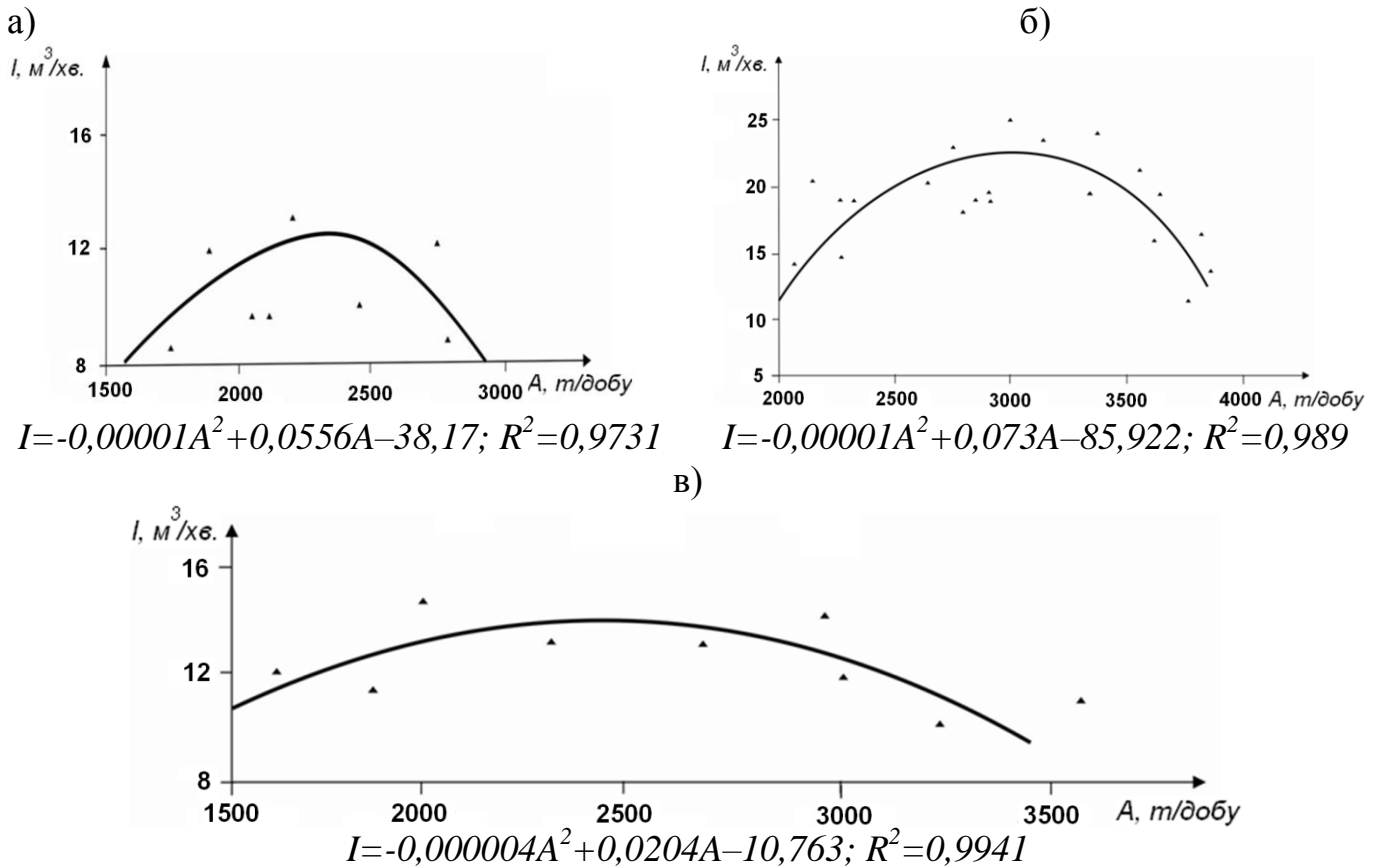 а)
б)
I, м³/хв.
16
12
8
1500 2000 2500 3000 А, т/добу
I=-0,00001A²+0,0556A–38,17; R²=0,9731
I, м³/хв.
25
20
15
10
5
2000 2500 3000 3500 4000 А, т/добу
I=-0,00001A²+0,073A–85,922; R²=0,989
в)
I, м³/хв.
16
12
8
1500 2000 2500 3000 3500 А, т/добу
I=-0,000004A²+0,0204A–10,763; R²=0,9941